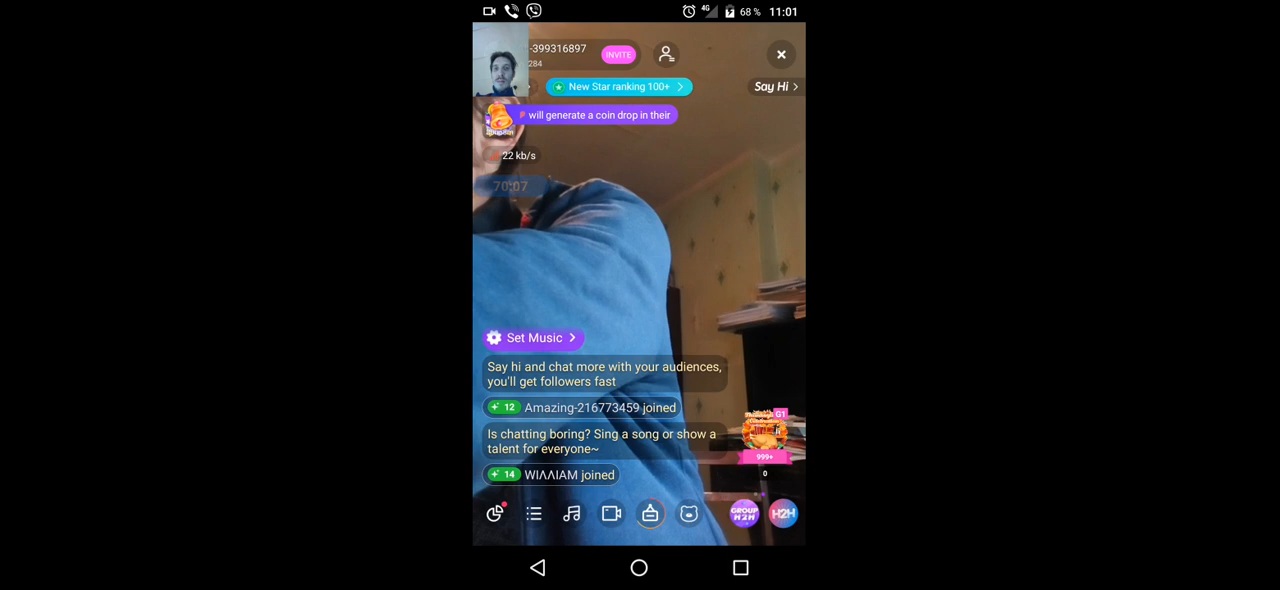 4G 68 % 11:01
-399316897
284
INVITE
New Star ranking 100+
Say Hi
will generate a coin drop in their
22 kb/s
70:07
Set Music
Say hi and chat more with your audiences,
you'll get followers fast
12 Amazing-216773459 joined
Is chatting boring? Sing a song or show a
talent for everyone~
14 WIΛΛIAM joined
G1
999+
0
GROUP
H2H
H2H